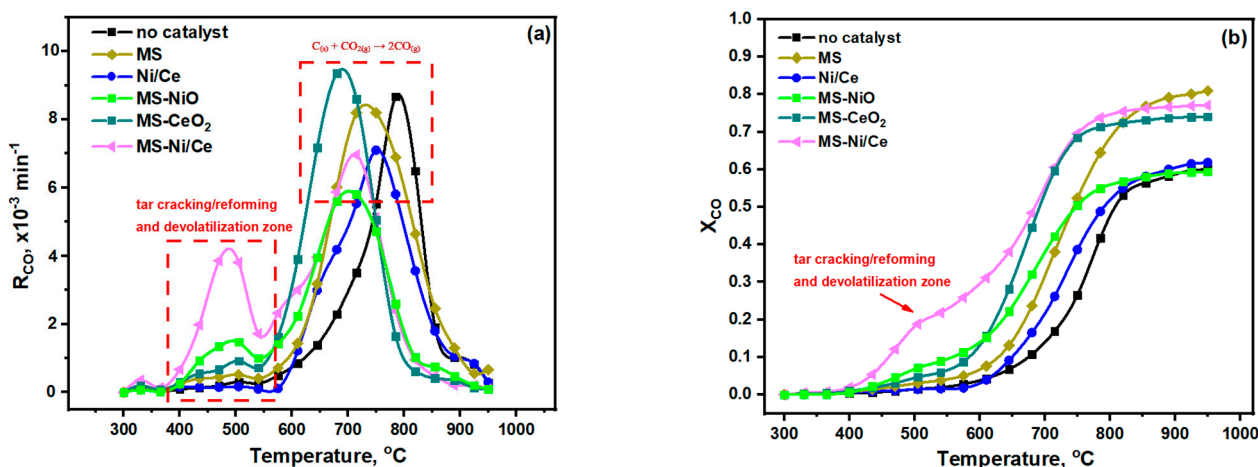 no catalyst
MS
Ni/Ce
MS-NiO
MS-CeO₂
MS-Ni/Ce
(a)
C(s) + CO2(g) → 2CO(g)
tar cracking/reforming
and devolatilization zone
R_CO, x10⁻³ min⁻¹
10
8
6
4
2
0
300 400 500 600 700 800 900 1000
Temperature, °C
no catalyst
MS
Ni/Ce
MS-NiO
MS-CeO₂
MS-Ni/Ce
(b)
tar cracking/reforming
and devolatilization zone
X_CO
1.0
0.9
0.8
0.7
0.6
0.5
0.4
0.3
0.2
0.1
0.0
300 400 500 600 700 800 900 1000
Temperature, °C